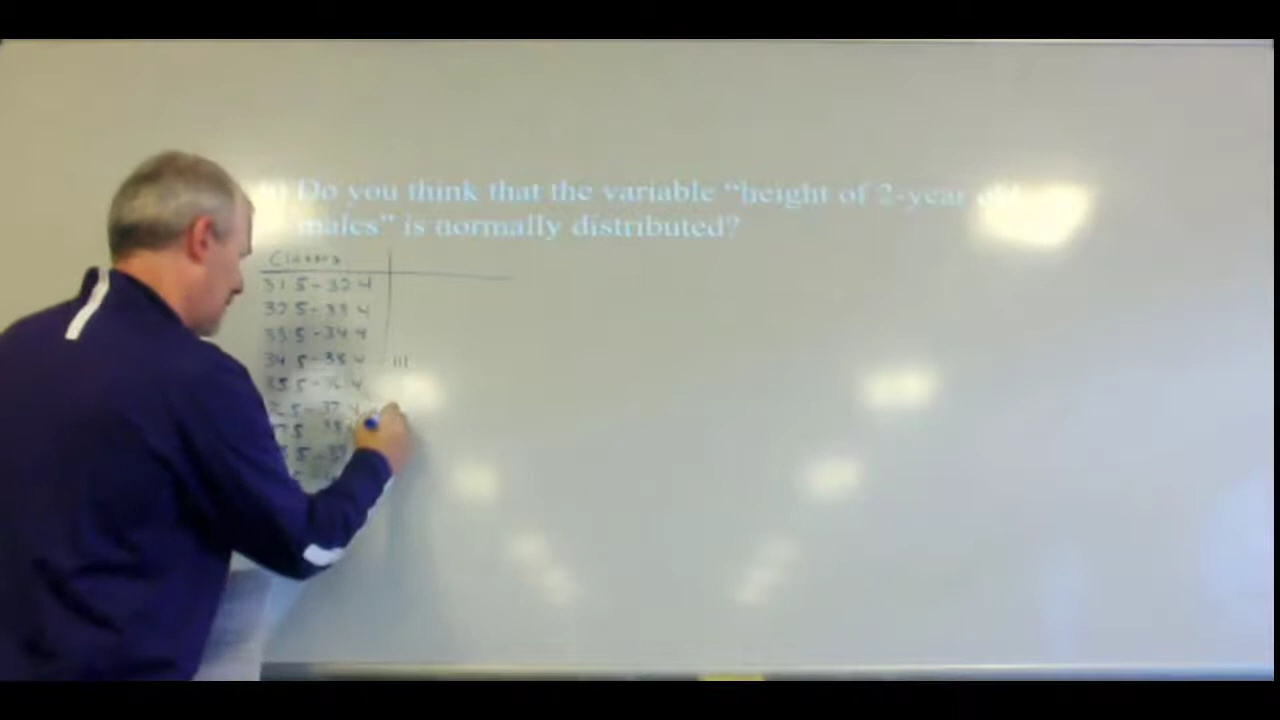 Do you think that the variable “height of 2-year old
males” is normally distributed?
Classes
31.5-32.4
32.5-33.4
33.5-34.4
34.5-35.4 |||
35.5-36.4
5-37.4
5
5